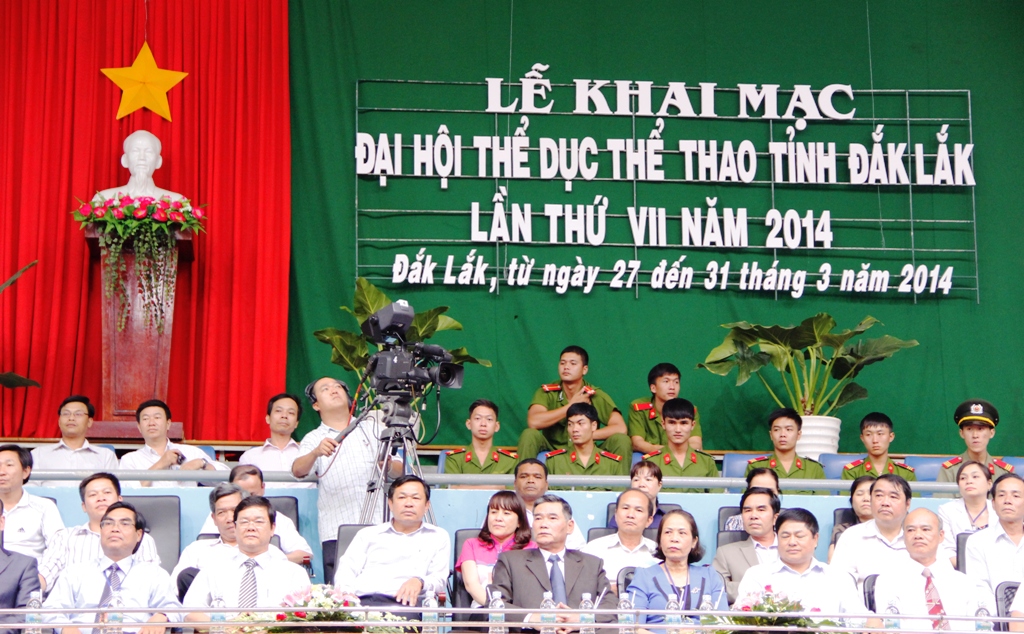 LỄ KHAI MẠC
ĐẠI HỘI THỂ DỤC THỂ THAO TỈNH ĐẮK LẮK
LẦN THỨ VII NĂM 2014
Đắk Lắk, từ ngày 27 đến 31 tháng 3 năm 2014